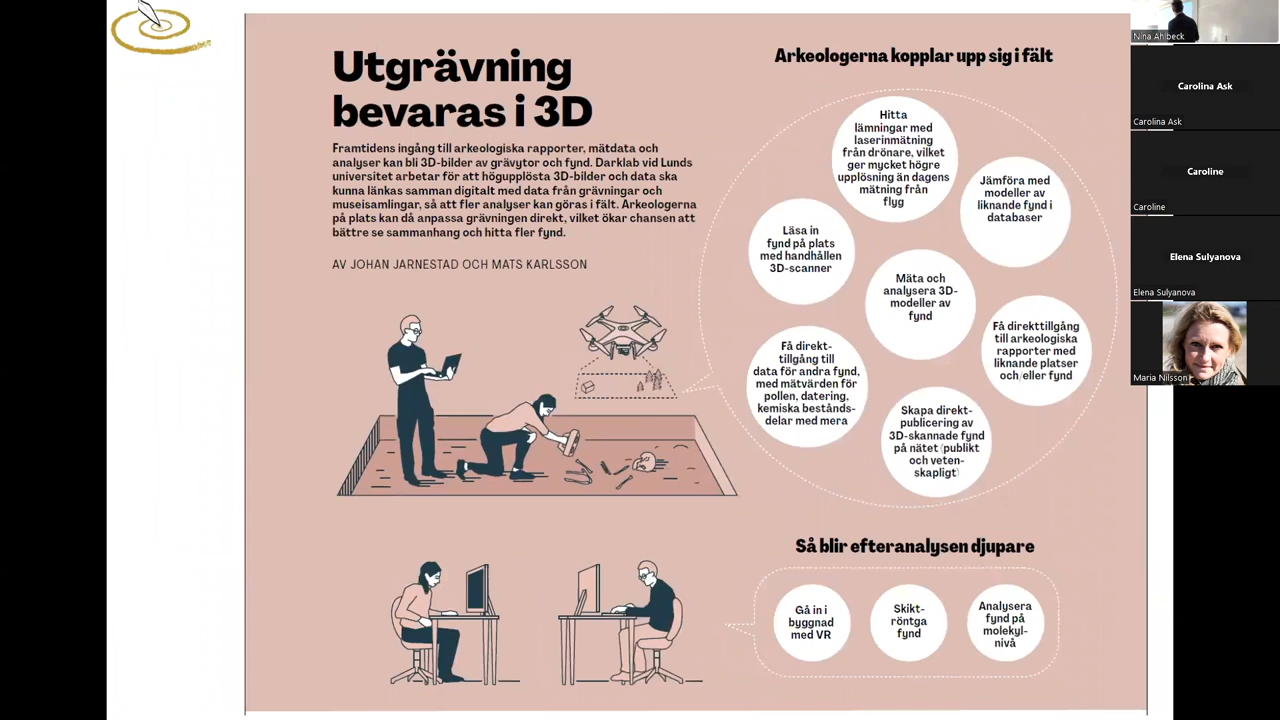 Utgrävning
bevaras i 3D
Framtidens ingång till arkeologiska rapporter, mätdata och
analyser kan bli 3D-bilder av grävytor och fynd. Darklab vid Lunds
universitet arbetar för att högupplösta 3D-bilder och data ska
kunna länkas samman digitalt med data från grävningar och
museisamlingar, så att fler analyser kan göras i fält. Arkeologerna
på plats kan då anpassa grävningen direkt, vilket ökar chansen att
bättre se sammanhang och hitta fler fynd.
AV JOHAN JARNESTAD OCH MATS KARLSSON
Arkeologerna kopplar upp sig i fält
Hitta
lämningar med
laserinmätning
från drönare, vilket
ger mycket högre
upplösning än dagens
mätning från
flyg
Jämföra med
modeller av
liknande fynd i
databaser
Läsa in
fynd på plats
med handhållen
3D-scanner
Mäta och
analysera 3D-
modeller av
fynd
Få direkttillgång
till arkeologiska
rapporter med
liknande platser
och/eller fynd
Få direkt-
tillgång till
data för andra fynd,
med mätvärden för
pollen, datering,
kemiska bestånds-
delar med mera
Skapa direkt-
publicering av
3D-skannade fynd
på nätet (publikt
och veten-
skapligt)
Så blir efteranalysen djupare
Gå in i
byggnad
med VR
Skikt-
röntga
fynd
Analysera
fynd på
molekyl-
nivå
Nina Ahlbeck
Carolina Ask
Carolina Ask
Caroline
Caroline
Elena Sulyanova
Elena Sulyanova
Maria Nilsson